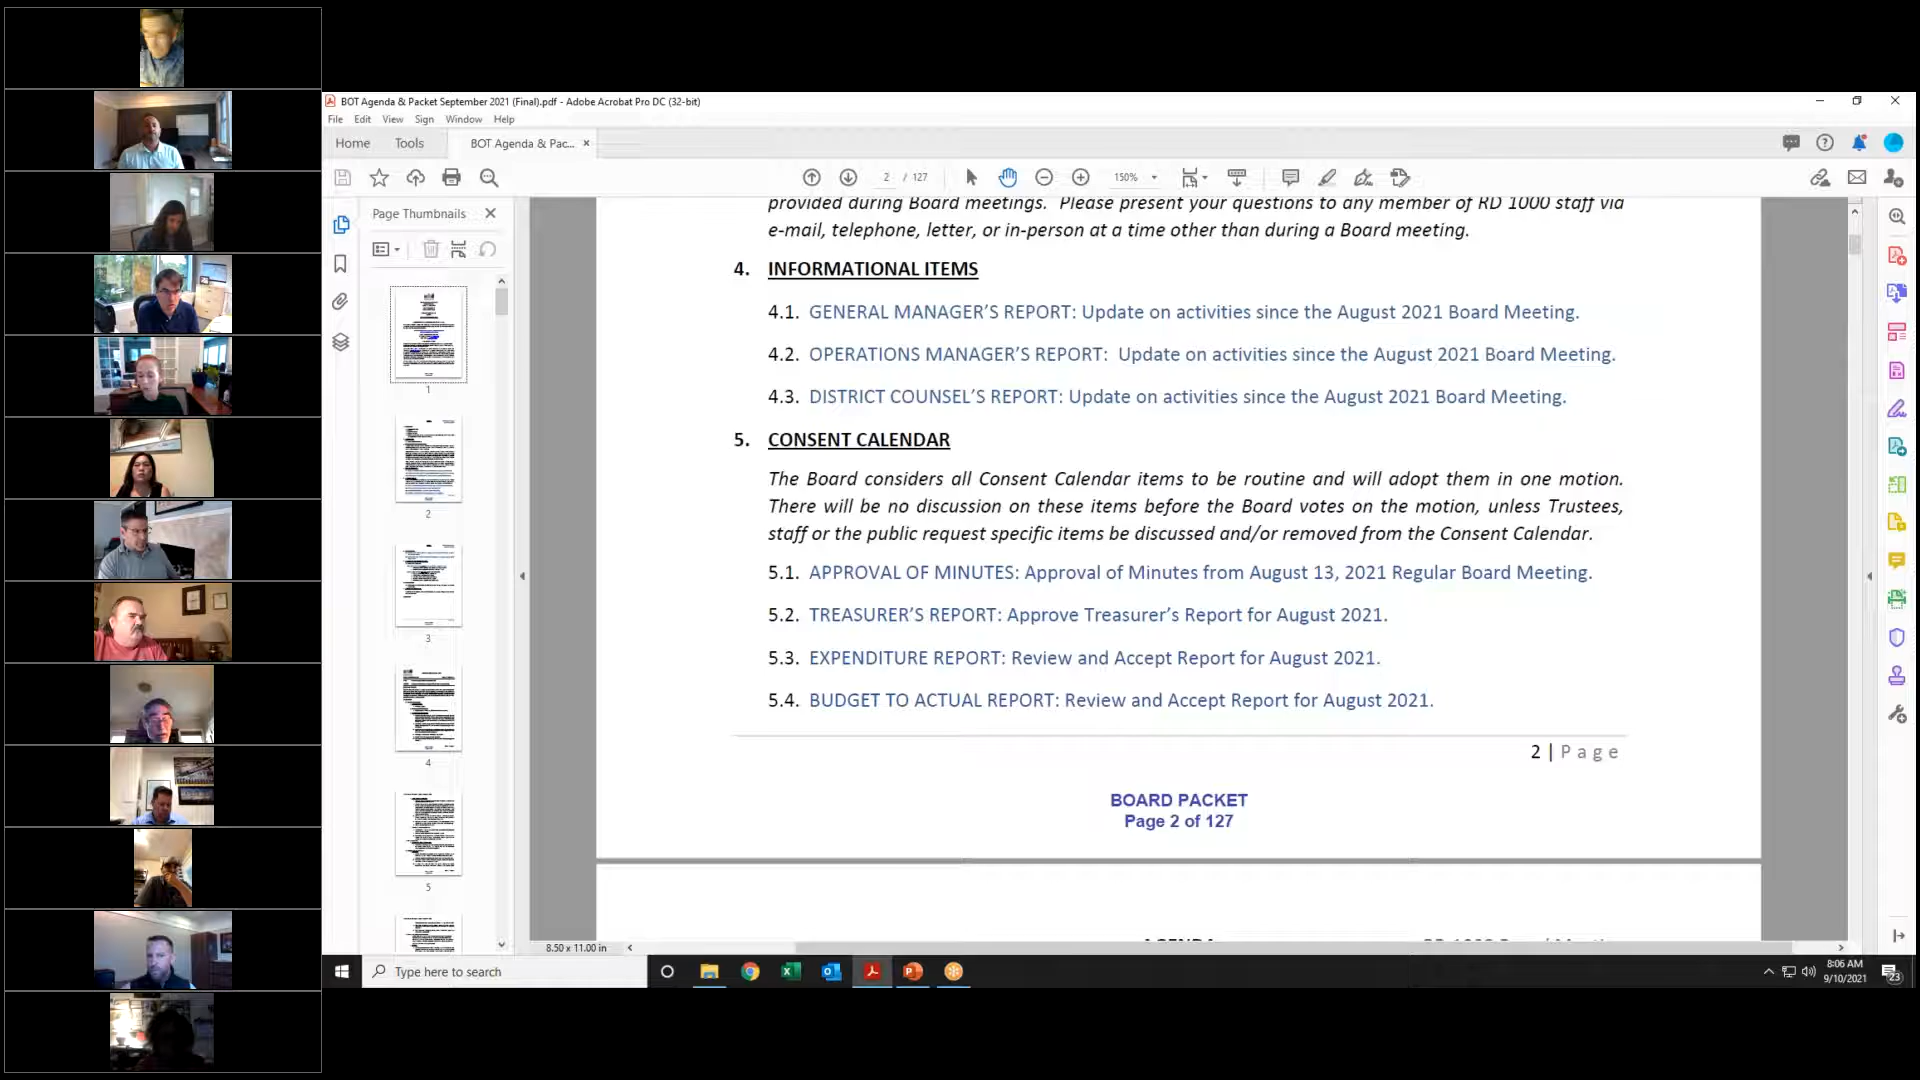 BOT Agenda & Packet September 2021 (Final).pdf - Adobe Acrobat Pro DC (32-bit)
File Edit View Sign Window Help
Home Tools BOT Agenda & Pac... ×
2 / 127 150%
Page Thumbnails
1
2
3
4
5
provided during Board meetings. Please present your questions to any member of RD 1000 staff via
e-mail, telephone, letter, or in-person at a time other than during a Board meeting.
4. INFORMATIONAL ITEMS
4.1. GENERAL MANAGER’S REPORT: Update on activities since the August 2021 Board Meeting.
4.2. OPERATIONS MANAGER’S REPORT: Update on activities since the August 2021 Board Meeting.
4.3. DISTRICT COUNSEL’S REPORT: Update on activities since the August 2021 Board Meeting.
5. CONSENT CALENDAR
The Board considers all Consent Calendar items to be routine and will adopt them in one motion.
There will be no discussion on these items before the Board votes on the motion, unless Trustees,
staff or the public request specific items be discussed and/or removed from the Consent Calendar.
5.1. APPROVAL OF MINUTES: Approval of Minutes from August 13, 2021 Regular Board Meeting.
5.2. TREASURER’S REPORT: Approve Treasurer’s Report for August 2021.
5.3. EXPENDITURE REPORT: Review and Accept Report for August 2021.
5.4. BUDGET TO ACTUAL REPORT: Review and Accept Report for August 2021.
2 | Page
BOARD PACKET
Page 2 of 127
8.50 x 11.00 in
Type here to search
8:06 AM
9/10/2021
23